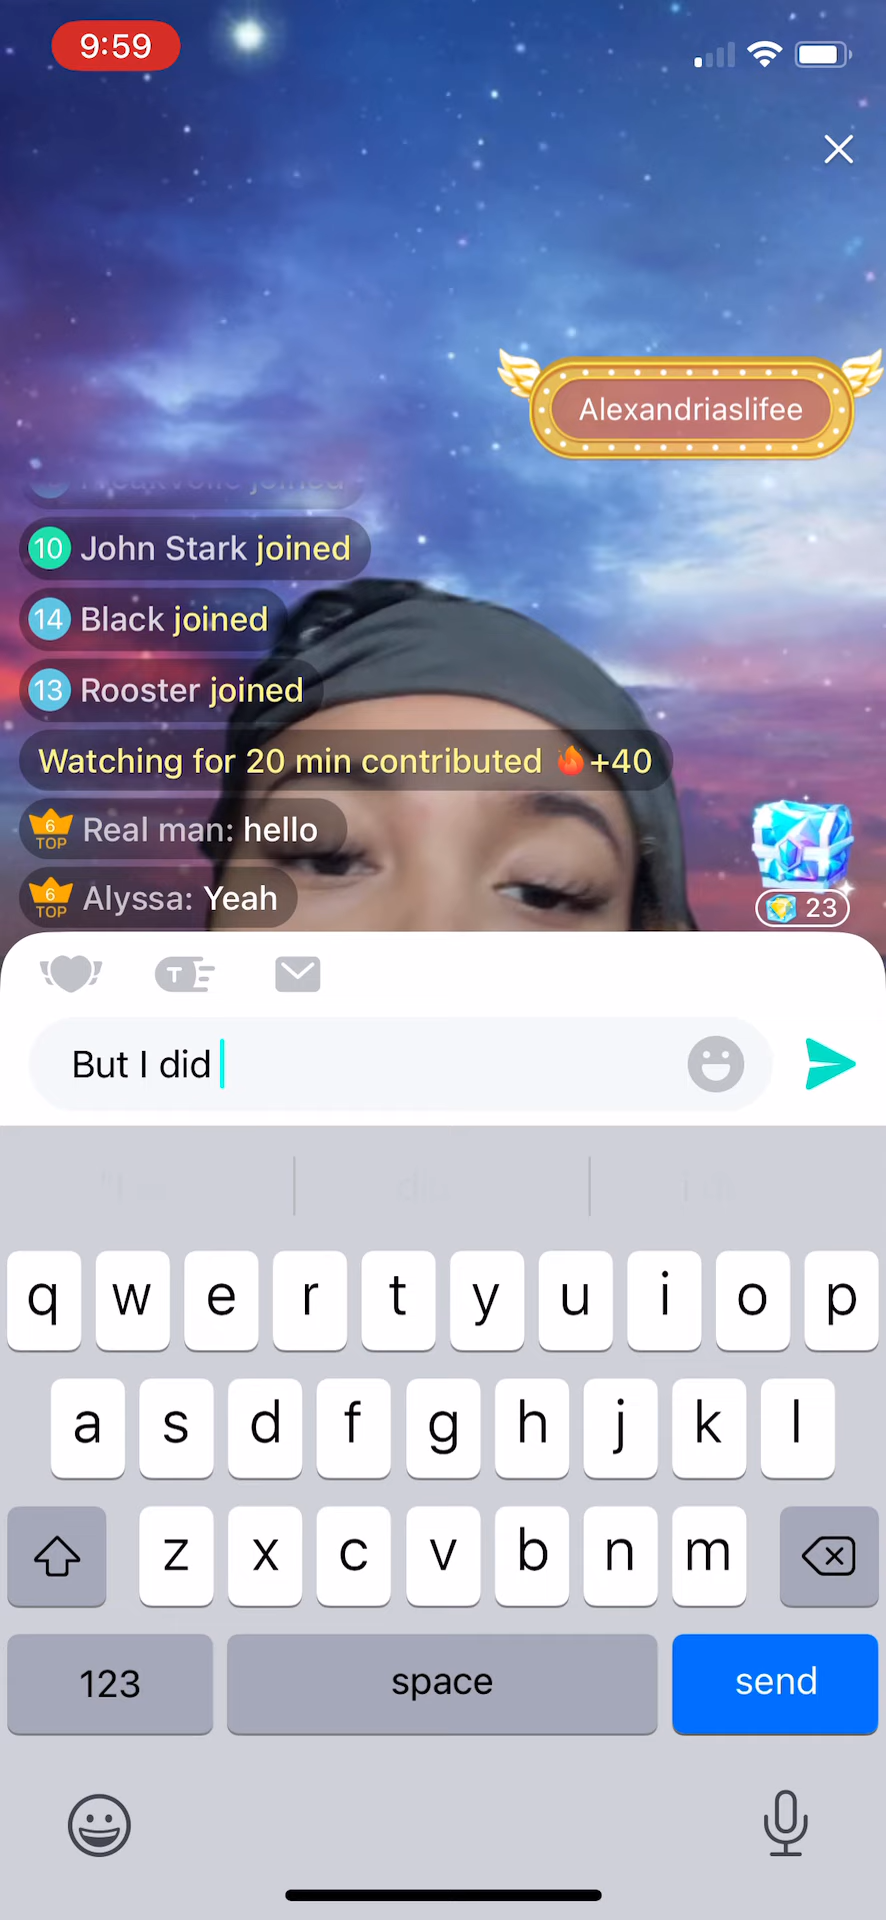 9:59
Alexandriaslifee
joined
10 John Stark joined
14 Black joined
13 Rooster joined
Watching for 20 min contributed 🔥+40
6 TOP Real man: hello
6 TOP Alyssa: Yeah
23
T
But I did
q w e r t y u i o p
a s d f g h j k l
z x c v b n m
123 space send